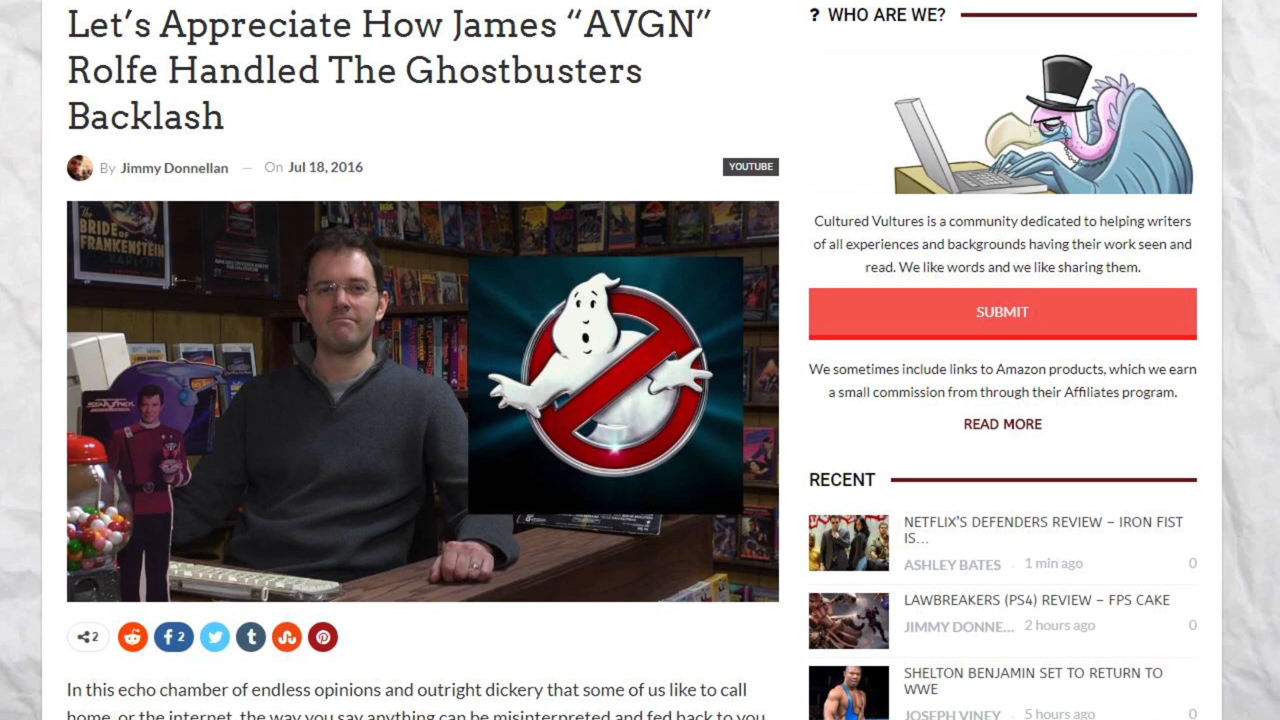 Let's Appreciate How James “AVGN”
Rolfe Handled The Ghostbusters
Backlash
By Jimmy Donnellan — On Jul 18, 2016
YOUTUBE
The
BRIDE of
FRANKENSTEIN
STAR TREK
2
2
In this echo chamber of endless opinions and outright dickery that some of us like to call
home, or the internet, the way you say anything can be misinterpreted and fed back to you
? WHO ARE WE?
Cultured Vultures is a community dedicated to helping writers
of all experiences and backgrounds having their work seen and
read. We like words and we like sharing them.
SUBMIT
We sometimes include links to Amazon products, which we earn
a small commission from through their Affiliates program.
READ MORE
RECENT
NETFLIX'S DEFENDERS REVIEW – IRON FIST
IS...
ASHLEY BATES . 1 min ago 0
LAWBREAKERS (PS4) REVIEW – FPS CAKE
JIMMY DONNE... 2 hours ago 0
SHELTON BENJAMIN SET TO RETURN TO
WWE
JOSEPH VINEY . 5 hours ago 0